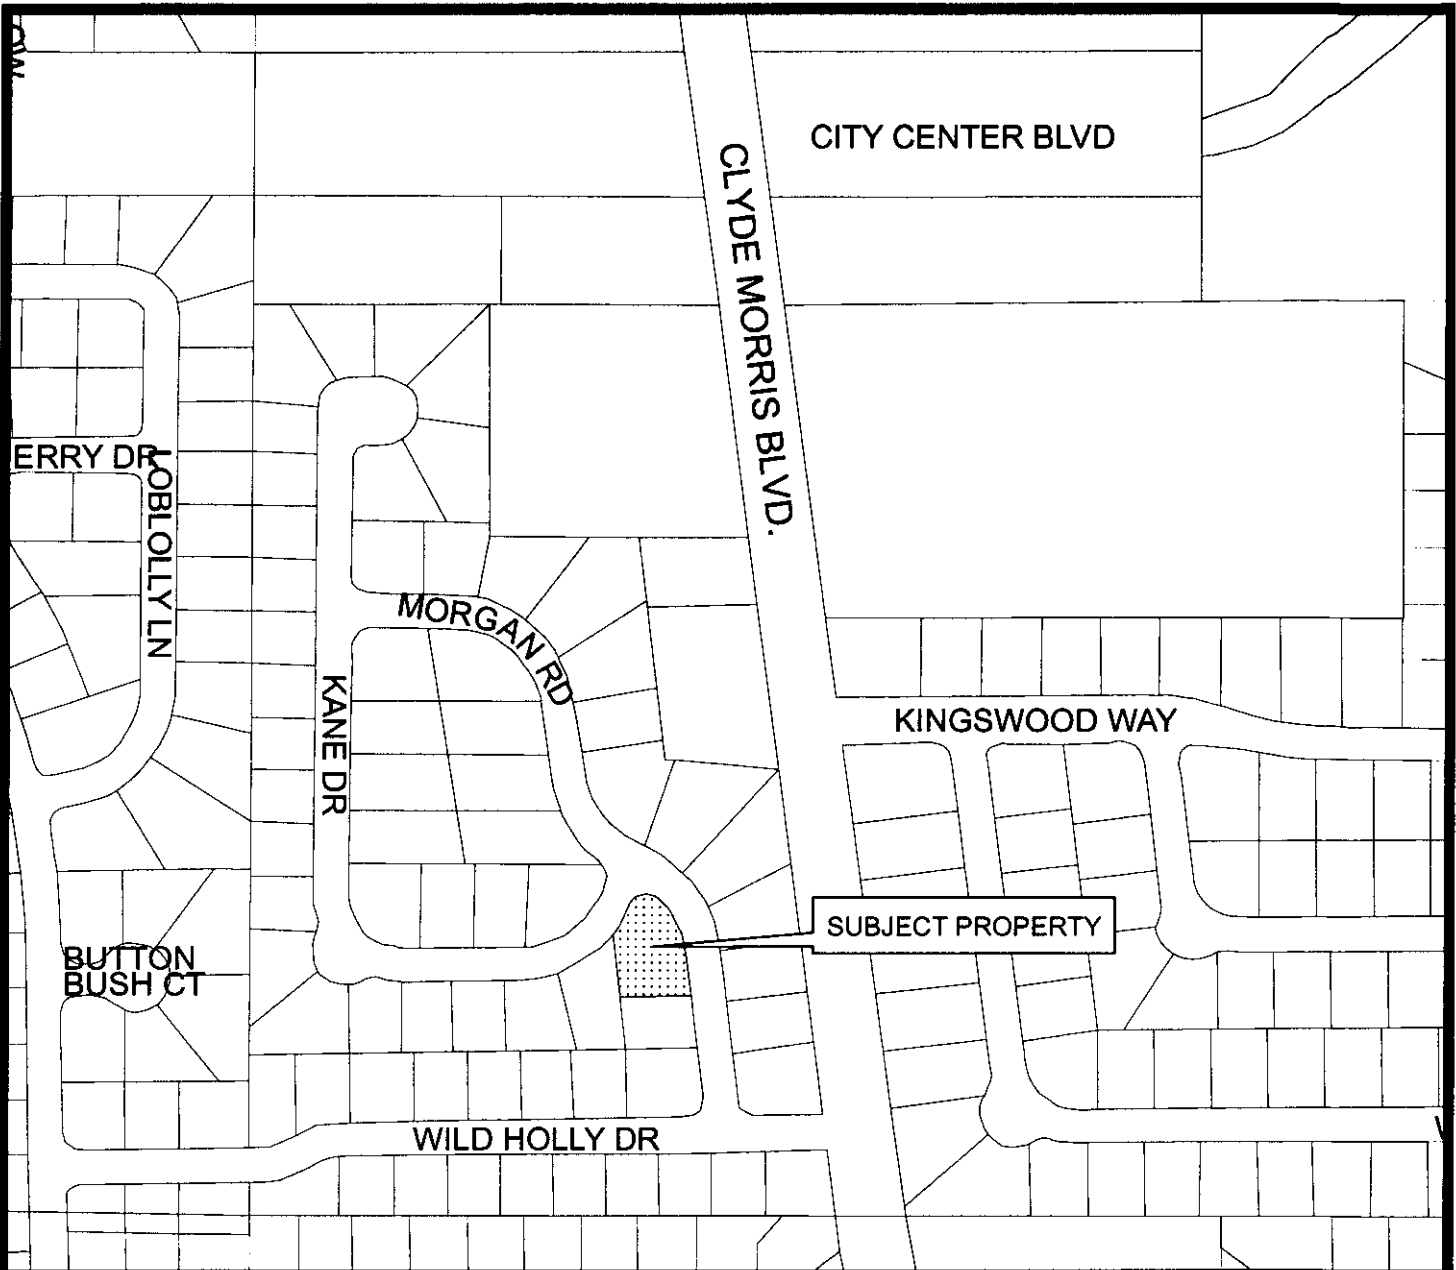 CITY CENTER BLVD
CLYDE MORRIS BLVD.
ERRY DR
LOBLOLLY LN
MORGAN RD
KANE DR
KINGSWOOD WAY
SUBJECT PROPERTY
BUTTON
BUSH CT
WILD HOLLY DR